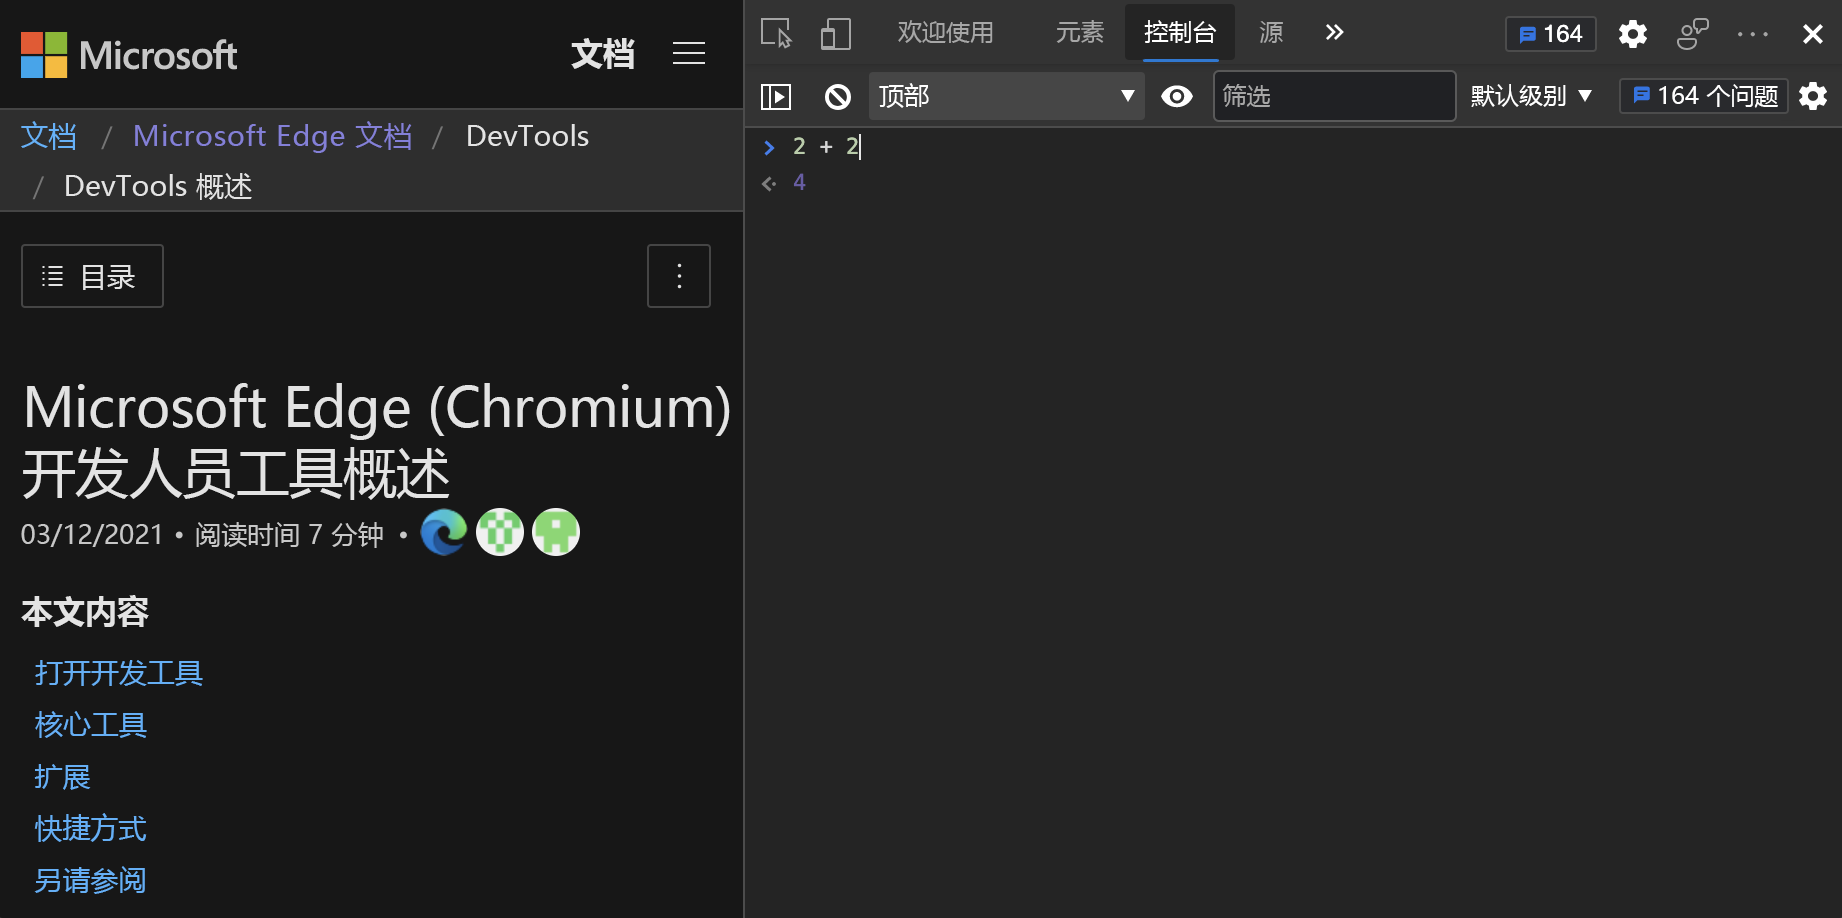 Microsoft
文档
文档 / Microsoft Edge 文档 / DevTools
/ DevTools 概述
目录
Microsoft Edge (Chromium)
开发人员工具概述
03/12/2021 • 阅读时间 7 分钟 •
本文内容
打开开发工具
核心工具
扩展
快捷方式
另请参阅
欢迎使用 元素 控制台 源 164
顶部 筛选 默认级别 164 个问题
2 + 2
4